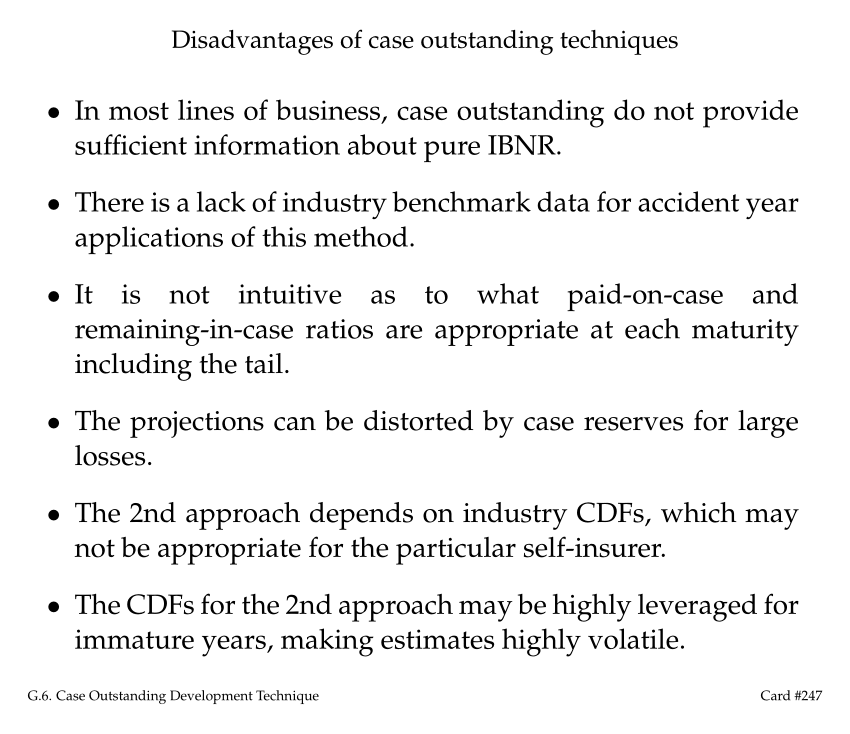 Disadvantages of case outstanding techniques
• In most lines of business, case outstanding do not provide
sufficient information about pure IBNR.
• There is a lack of industry benchmark data for accident year
applications of this method.
• It is not intuitive as to what paid-on-case and
remaining-in-case ratios are appropriate at each maturity
including the tail.
• The projections can be distorted by case reserves for large
losses.
• The 2nd approach depends on industry CDFs, which may
not be appropriate for the particular self-insurer.
• The CDFs for the 2nd approach may be highly leveraged for
immature years, making estimates highly volatile.
G.6. Case Outstanding Development Technique
Card #247